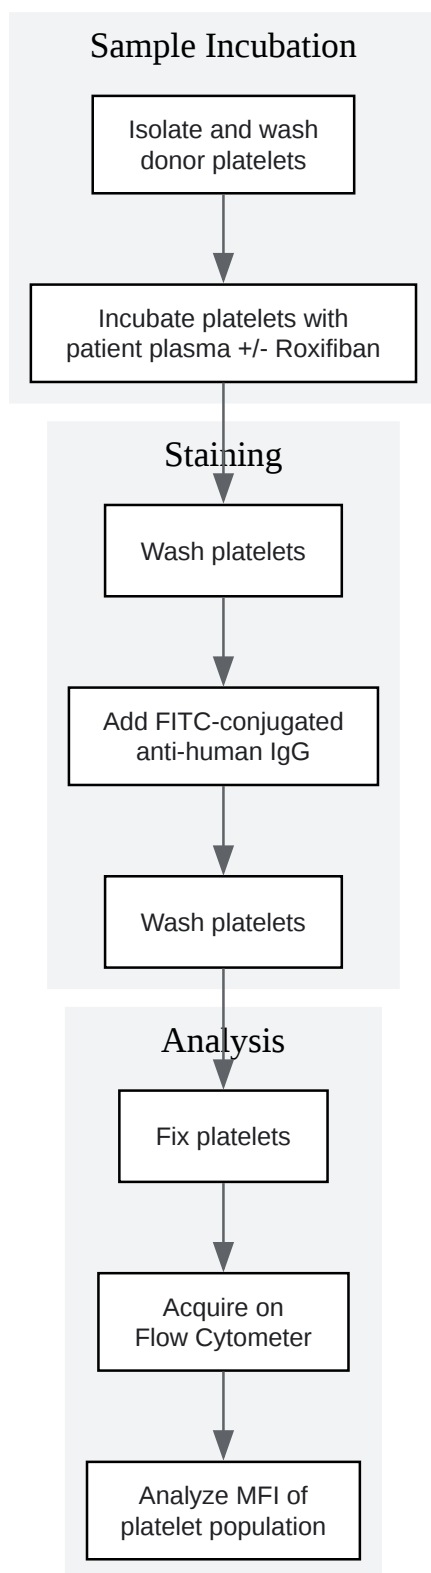 Sample Incubation
Isolate and wash
donor platelets
Incubate platelets with
patient plasma +/- Roxifiban
Staining
Wash platelets
Add FITC-conjugated
anti-human IgG
Wash platelets
Analysis
Fix platelets
Acquire on
Flow Cytometer
Analyze MFI of
platelet population